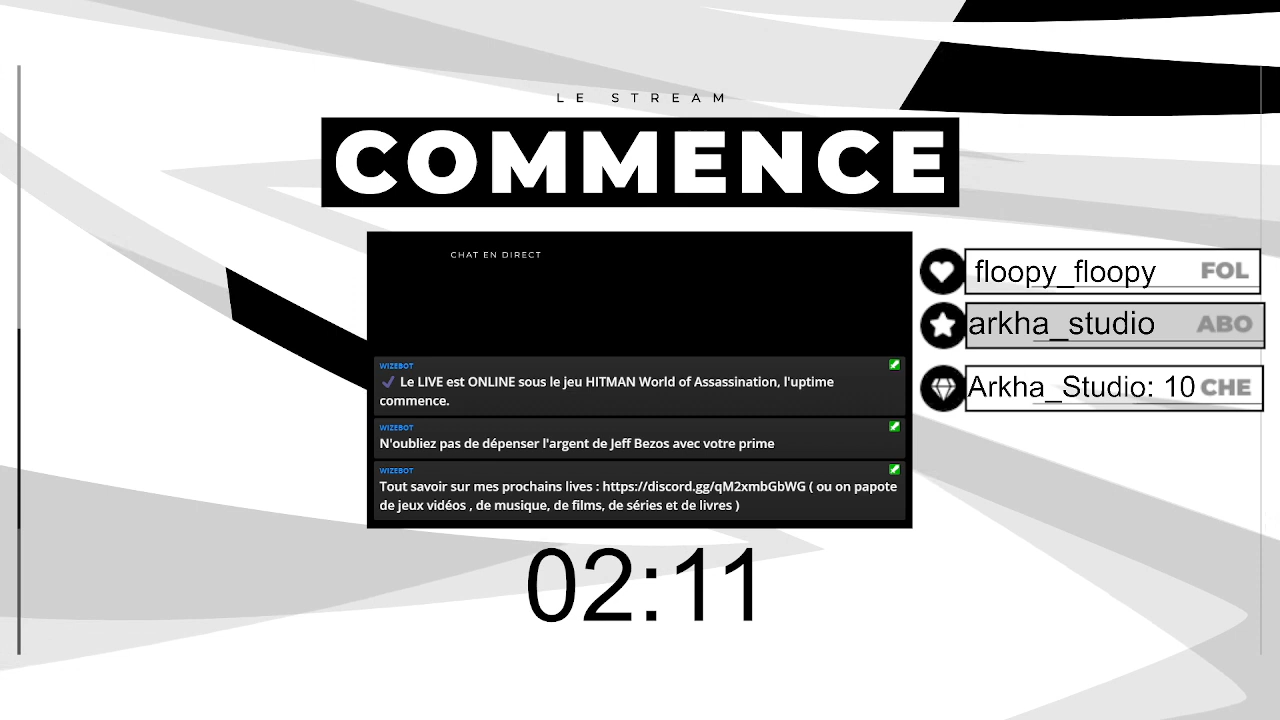 LE STREAM
COMMENCE
CHAT EN DIRECT
WIZEBOT
Le LIVE est ONLINE sous le jeu HITMAN World of Assassination, l'uptime
commence.
WIZEBOT
N'oubliez pas de dépenser l'argent de Jeff Bezos avec votre prime
WIZEBOT
Tout savoir sur mes prochains lives : https://discord.gg/qM2xmbGbWG ( ou on papote
de jeux vidéos , de musique, de films, de séries et de livres )
floopy_floopy FOL
arkha_studio ABO
Arkha_Studio: 10 CHE
02:11